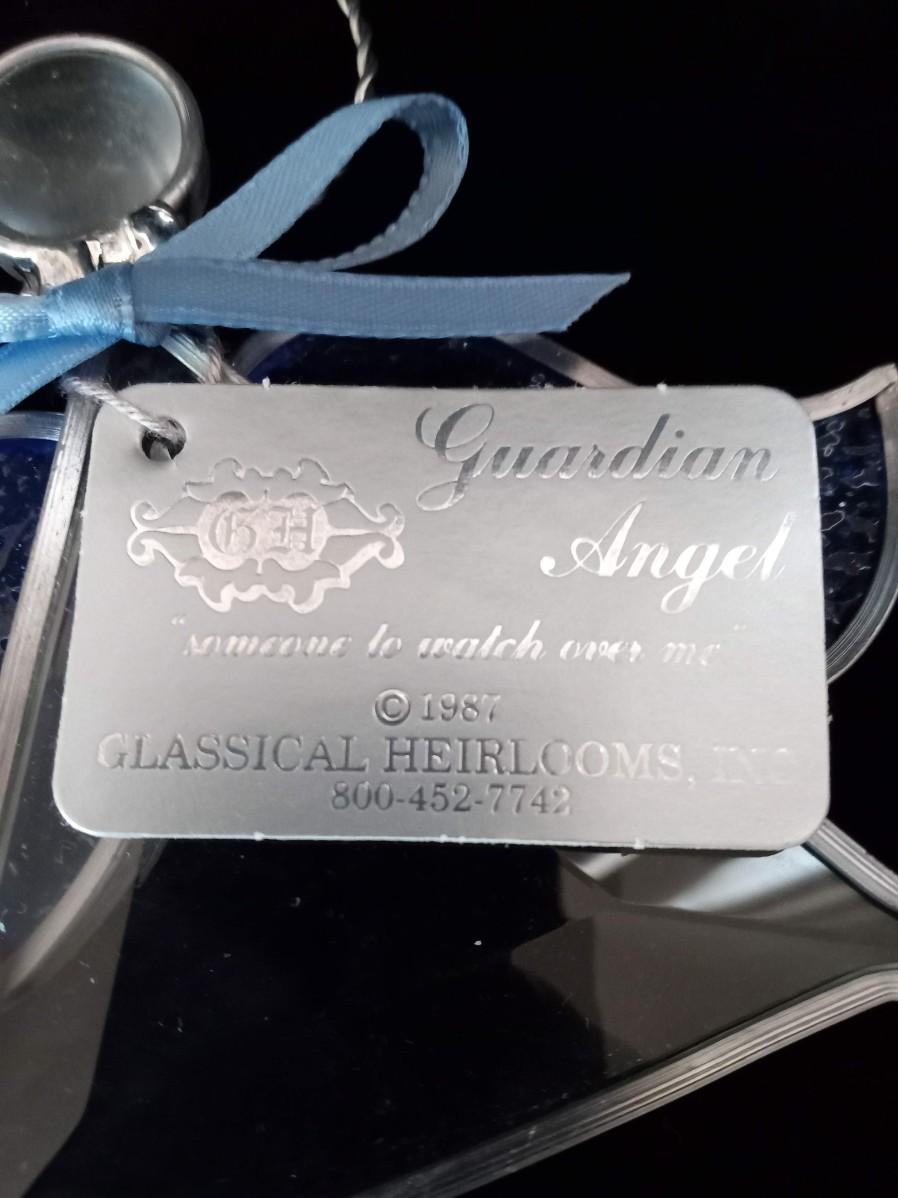 Guardian
Angel
GH
"someone to watch over me"
© 1987
GLASSICAL HEIRLOOMS, INC
800-452-7742